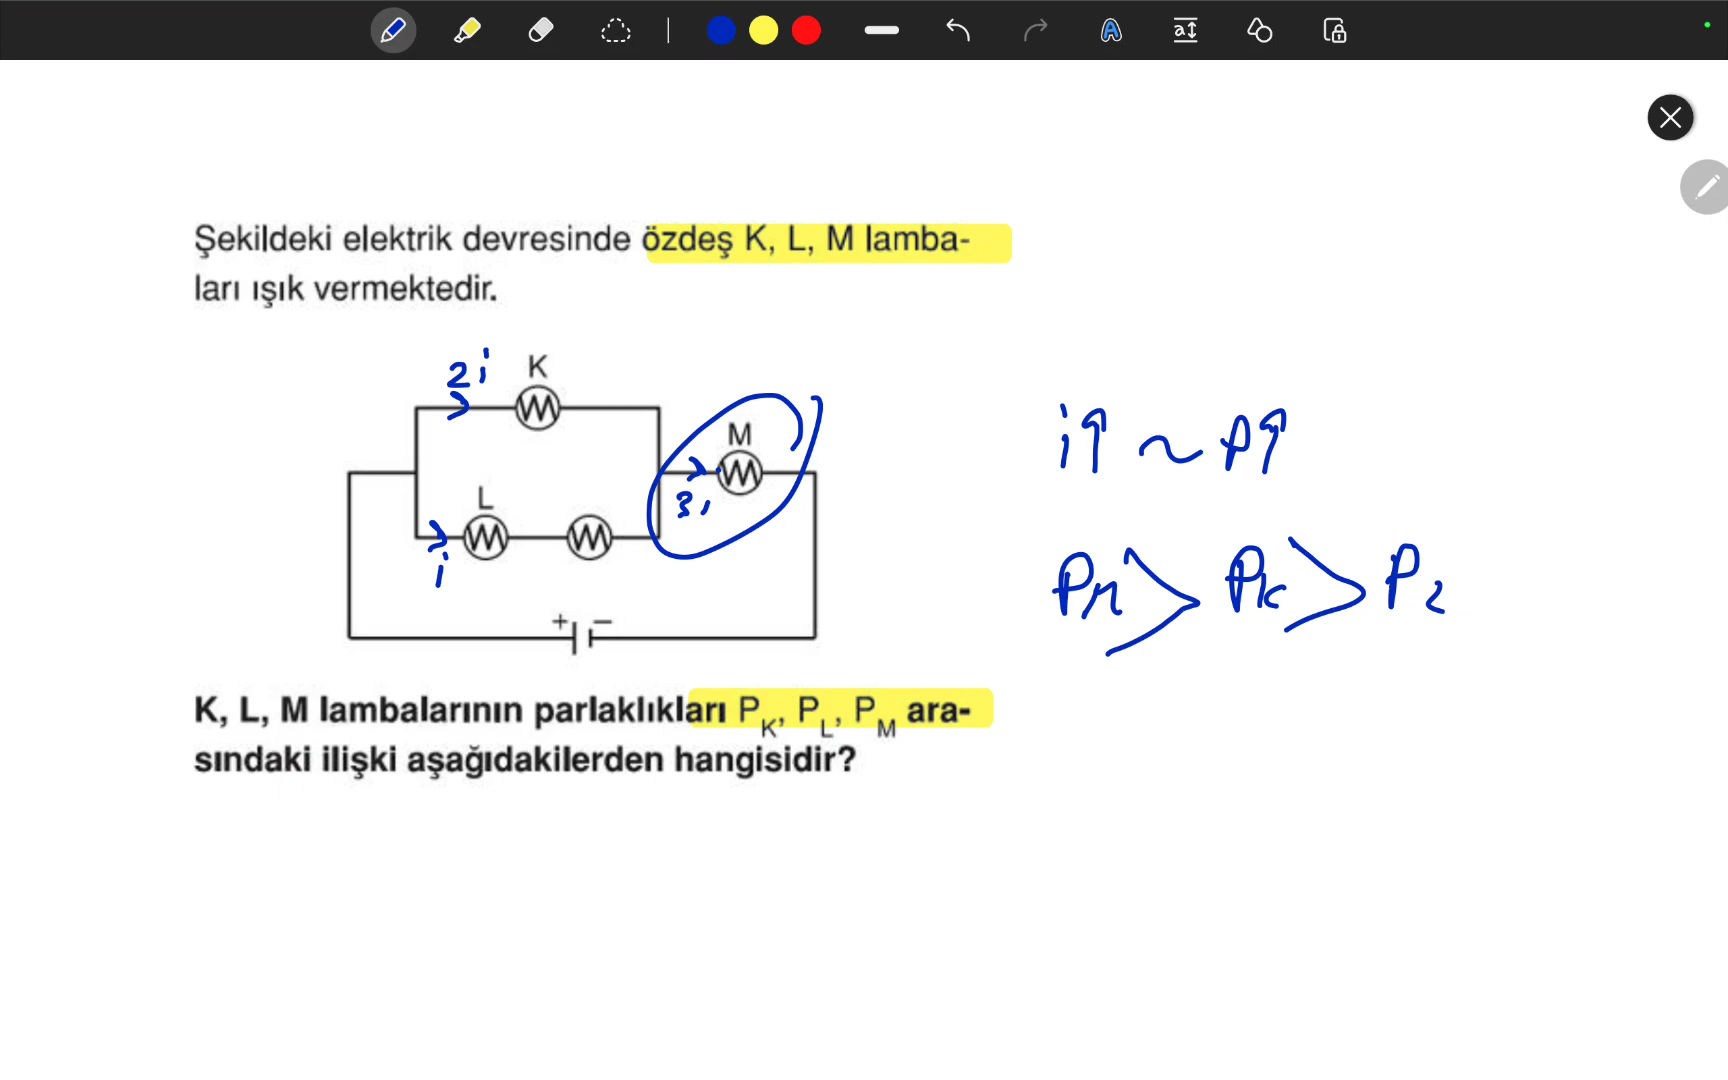 Şekildeki elektrik devresinde özdeş K, L, M lamba-
ları ışık vermektedir.
2i
K
M
3i
L
i
+ −
i⇑ ~ P⇑
PM > PK > PL
K, L, M lambalarının parlaklıkları PK, PL, PM ara-
sındaki ilişki aşağıdakilerden hangisidir?